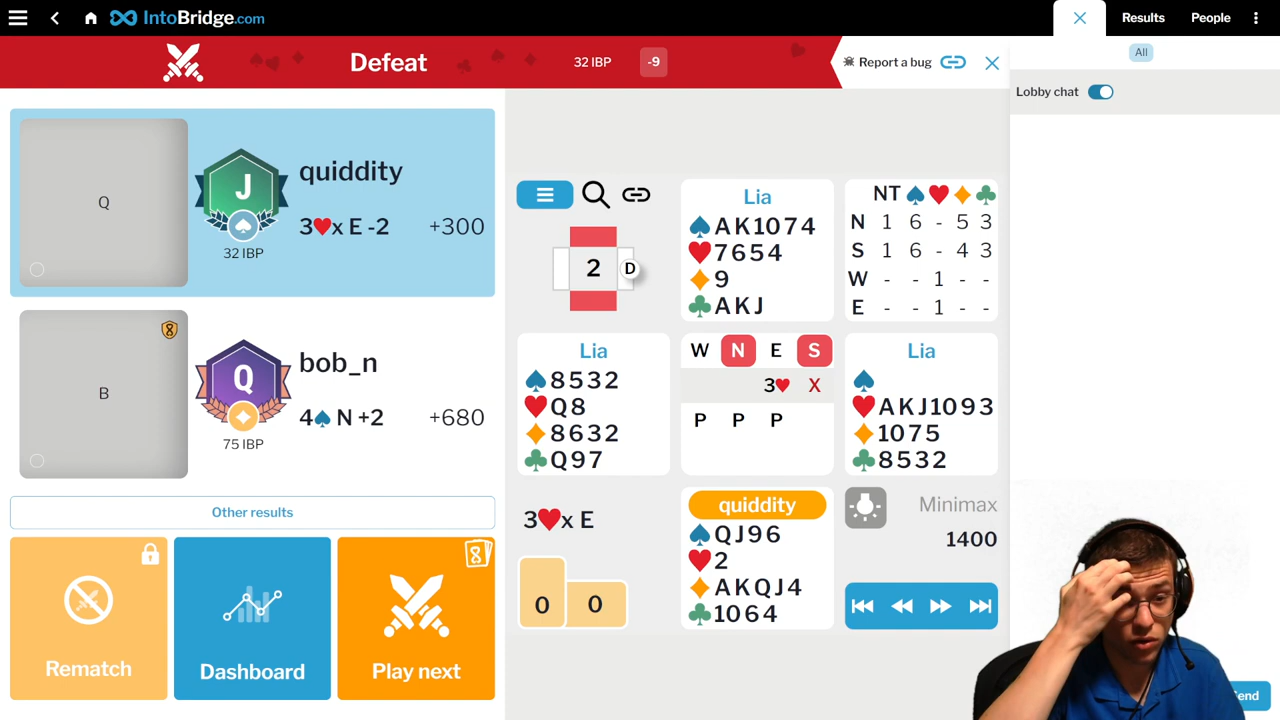 IntoBridge.com
Results
People
Defeat
32 IBP
-9
Report a bug
All
Lobby chat
Q
J
32 IBP
quiddity
3♥x E -2
+300
B
Q
75 IBP
bob_n
4♠ N +2
+680
Other results
Rematch
Dashboard
Play next
2
D
Lia
♠AK1074
♥7654
♦9
♣AKJ
NT ♠ ♥ ♦ ♣
N 1 6 - 5 3
S 1 6 - 4 3
W - - 1 - -
E - - 1 - -
Lia
♠8532
♥Q8
♦8632
♣Q97
W N E S
3♥ X
P P P
Lia
♠
♥AKJ1093
♦1075
♣8532
3♥x E
0
0
quiddity
♠QJ96
♥2
♦AKQJ4
♣1064
Minimax
1400
Send